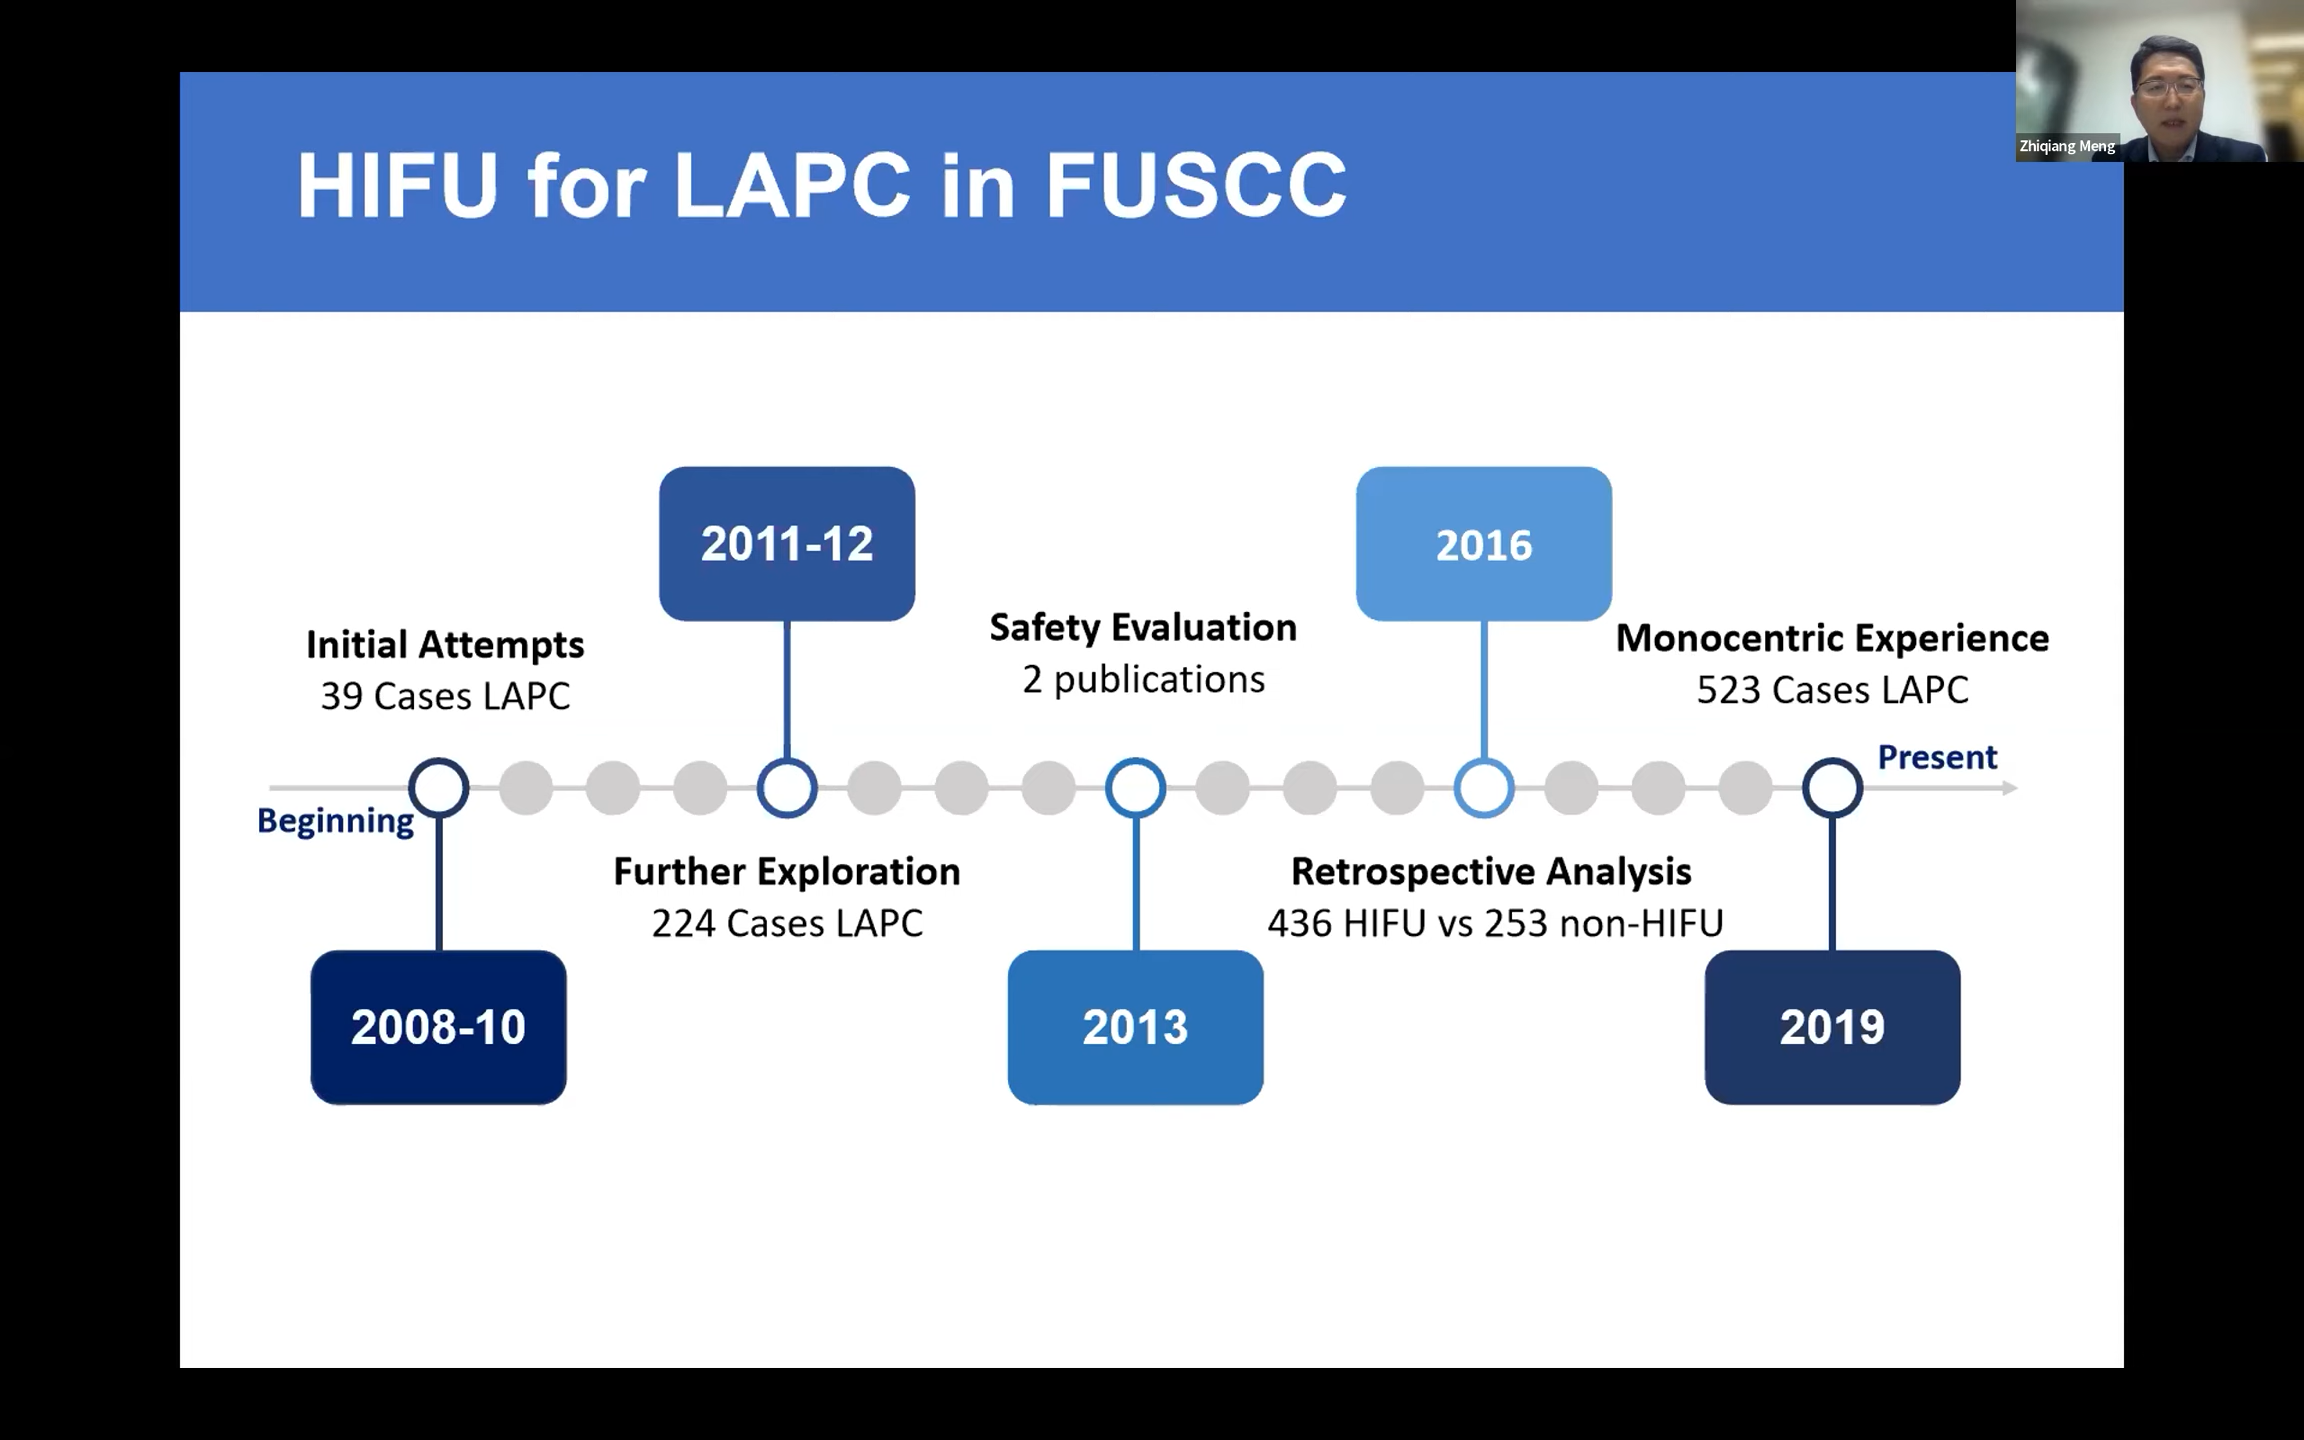 Zhiqiang Meng
HIFU for LAPC in FUSCC
2011-12
2016
Initial Attempts
39 Cases LAPC
Safety Evaluation
2 publications
Monocentric Experience
523 Cases LAPC
Present
Beginning
Further Exploration
224 Cases LAPC
Retrospective Analysis
436 HIFU vs 253 non-HIFU
2008-10
2013
2019